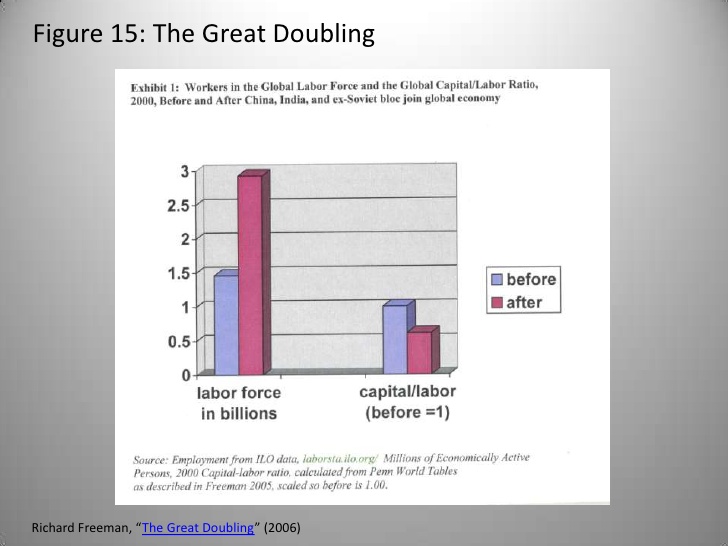 Figure 15: The Great Doubling
Exhibit 1: Workers in the Global Labor Force and the Global Capital/Labor Ratio,
2000, Before and After China, India, and ex-Soviet bloc join global economy
3
2.5
2
1.5
1
0.5
0
before
after
labor force
in billions
capital/labor
(before =1)
Source: Employment from ILO data, laborsta.ilo.org/ Millions of Economically Active
Persons, 2000 Capital-labor ratio, calculated from Penn World Tables
as described in Freeman 2005, scaled so before is 1.00.
Richard Freeman, “The Great Doubling” (2006)